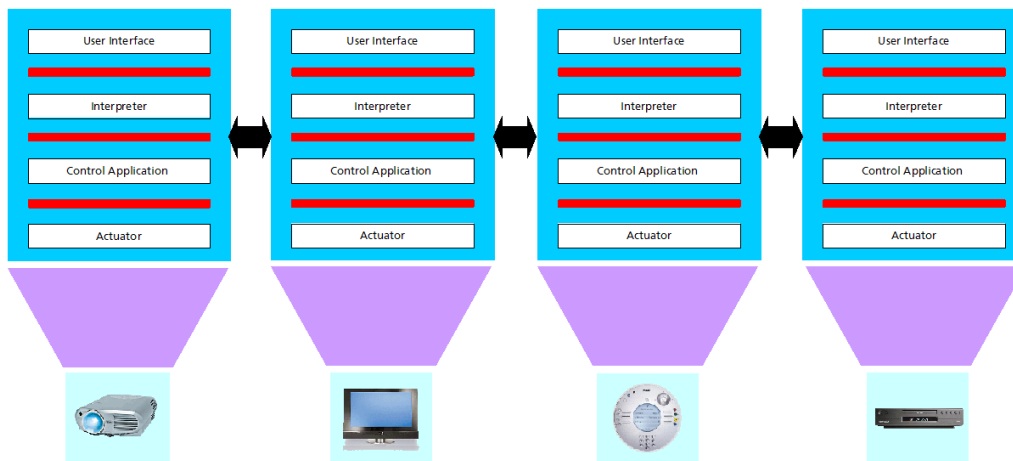 User Interface
User Interface
User Interface
User Interface
Interpreter
Interpreter
Interpreter
Interpreter
Control Application
Control Application
Control Application
Control Application
Actuator
Actuator
Actuator
Actuator